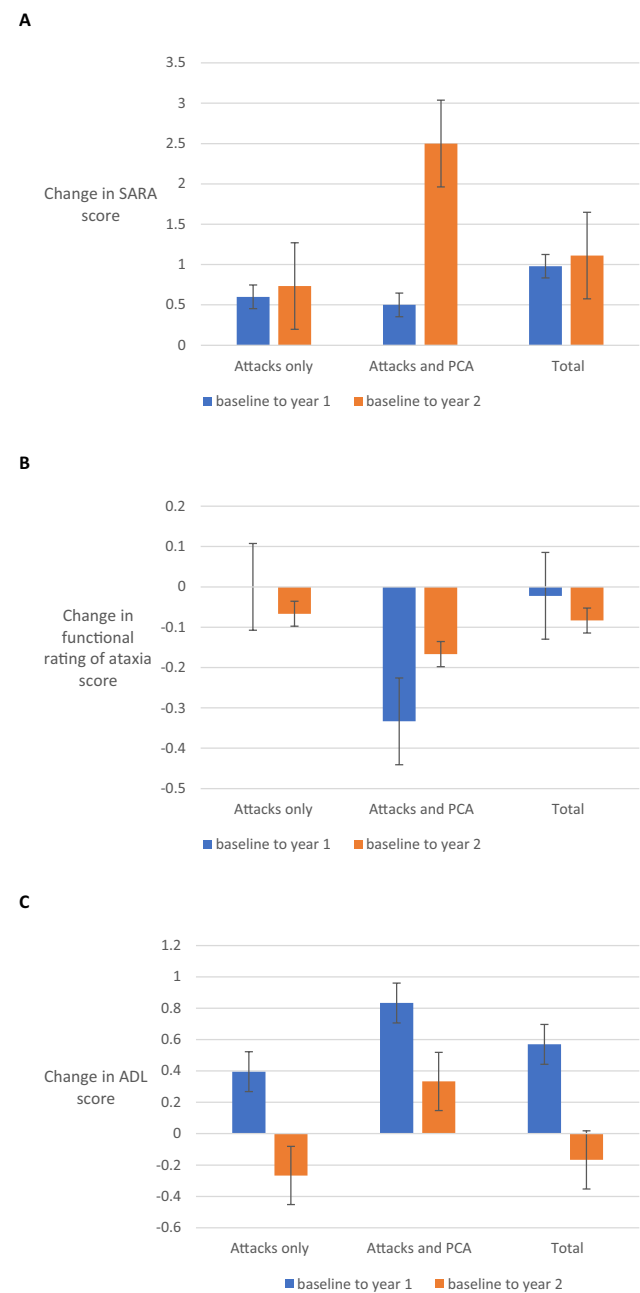 A
3.5
3
2.5
2
1.5
1
0.5
0
Change in SARA
score
Attacks only
Attacks and PCA
Total
baseline to year 1
baseline to year 2
B
0.2
0.1
0
-0.1
-0.2
-0.3
-0.4
-0.5
Change in
functional
rating of ataxia
score
Attacks only
Attacks and PCA
Total
baseline to year 1
baseline to year 2
C
1.2
1
0.8
0.6
0.4
0.2
0
-0.2
-0.4
-0.6
Change in ADL
score
Attacks only
Attacks and PCA
Total
baseline to year 1
baseline to year 2